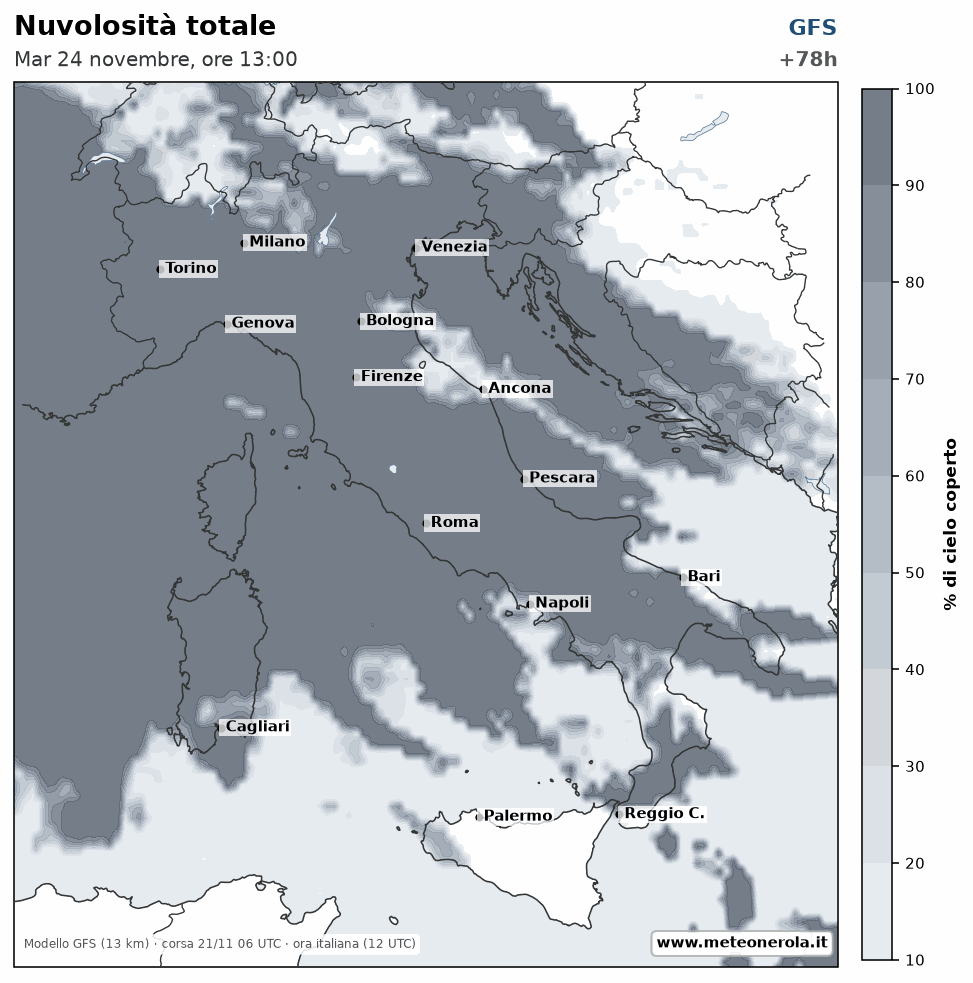 Nuvolosità totale
GFS
Mar 24 novembre, ore 13:00
+78h
Milano
Venezia
Torino
Genova
Bologna
Firenze
Ancona
Pescara
Roma
Bari
Napoli
Cagliari
Palermo
Reggio C.
100
90
80
70
60
50
40
30
20
10
% di cielo coperto
Modello GFS (13 km) · corsa 21/11 06 UTC · ora italiana (12 UTC)
www.meteonerola.it